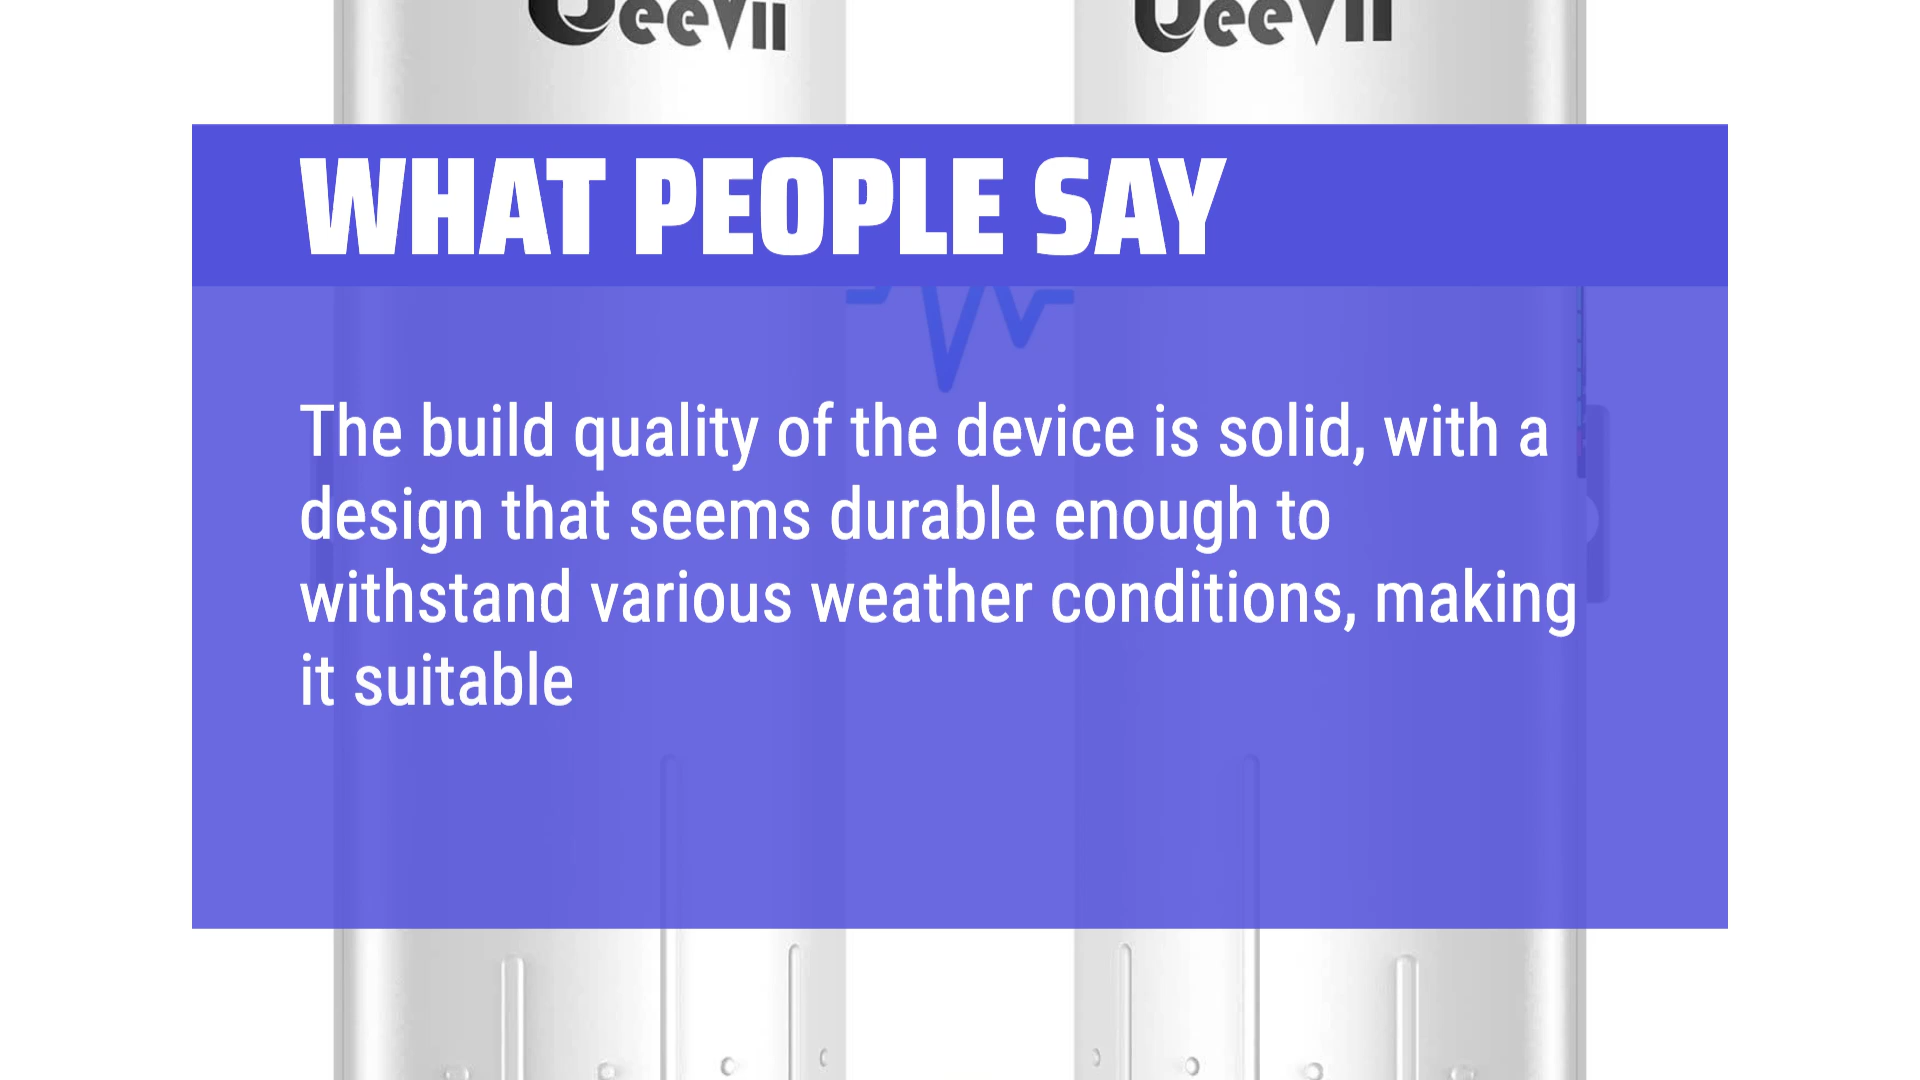 WHAT PEOPLE SAY
The build quality of the device is solid, with a
design that seems durable enough to
withstand various weather conditions, making
it suitable